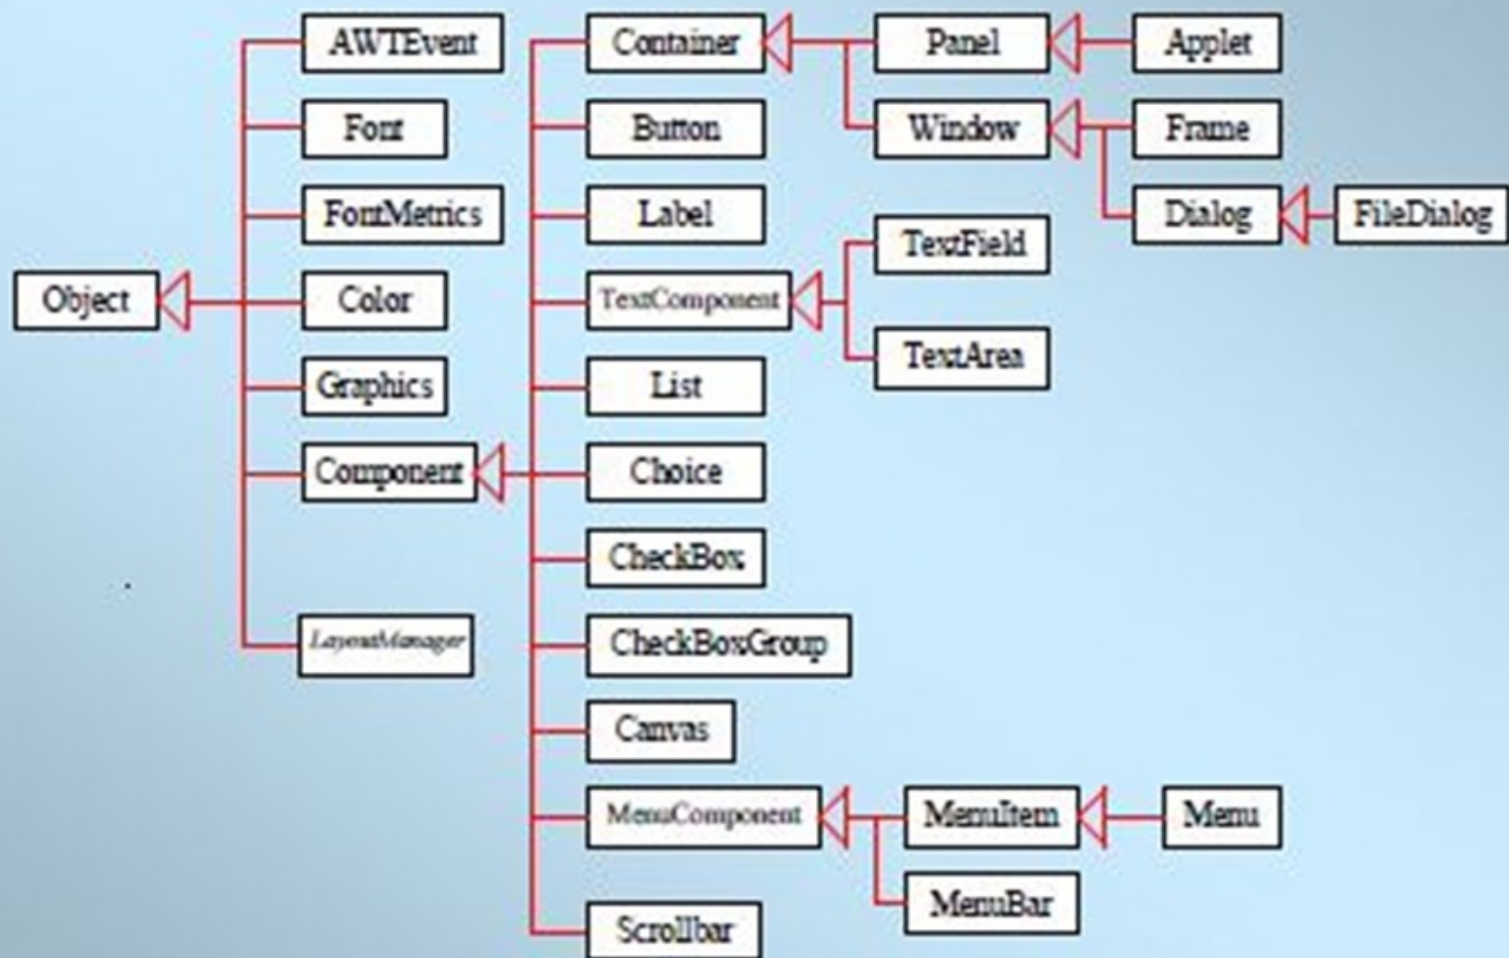 Object
AWTEvent
Font
FontMetrics
Color
Graphics
Component
LayoutManager
Container
Button
Label
TextComponent
List
Choice
CheckBox
CheckBoxGroup
Canvas
MenuComponent
Scrollbar
Panel
Window
TextField
TextArea
MenuItem
MenuBar
Applet
Frame
Dialog
FileDialog
Menu